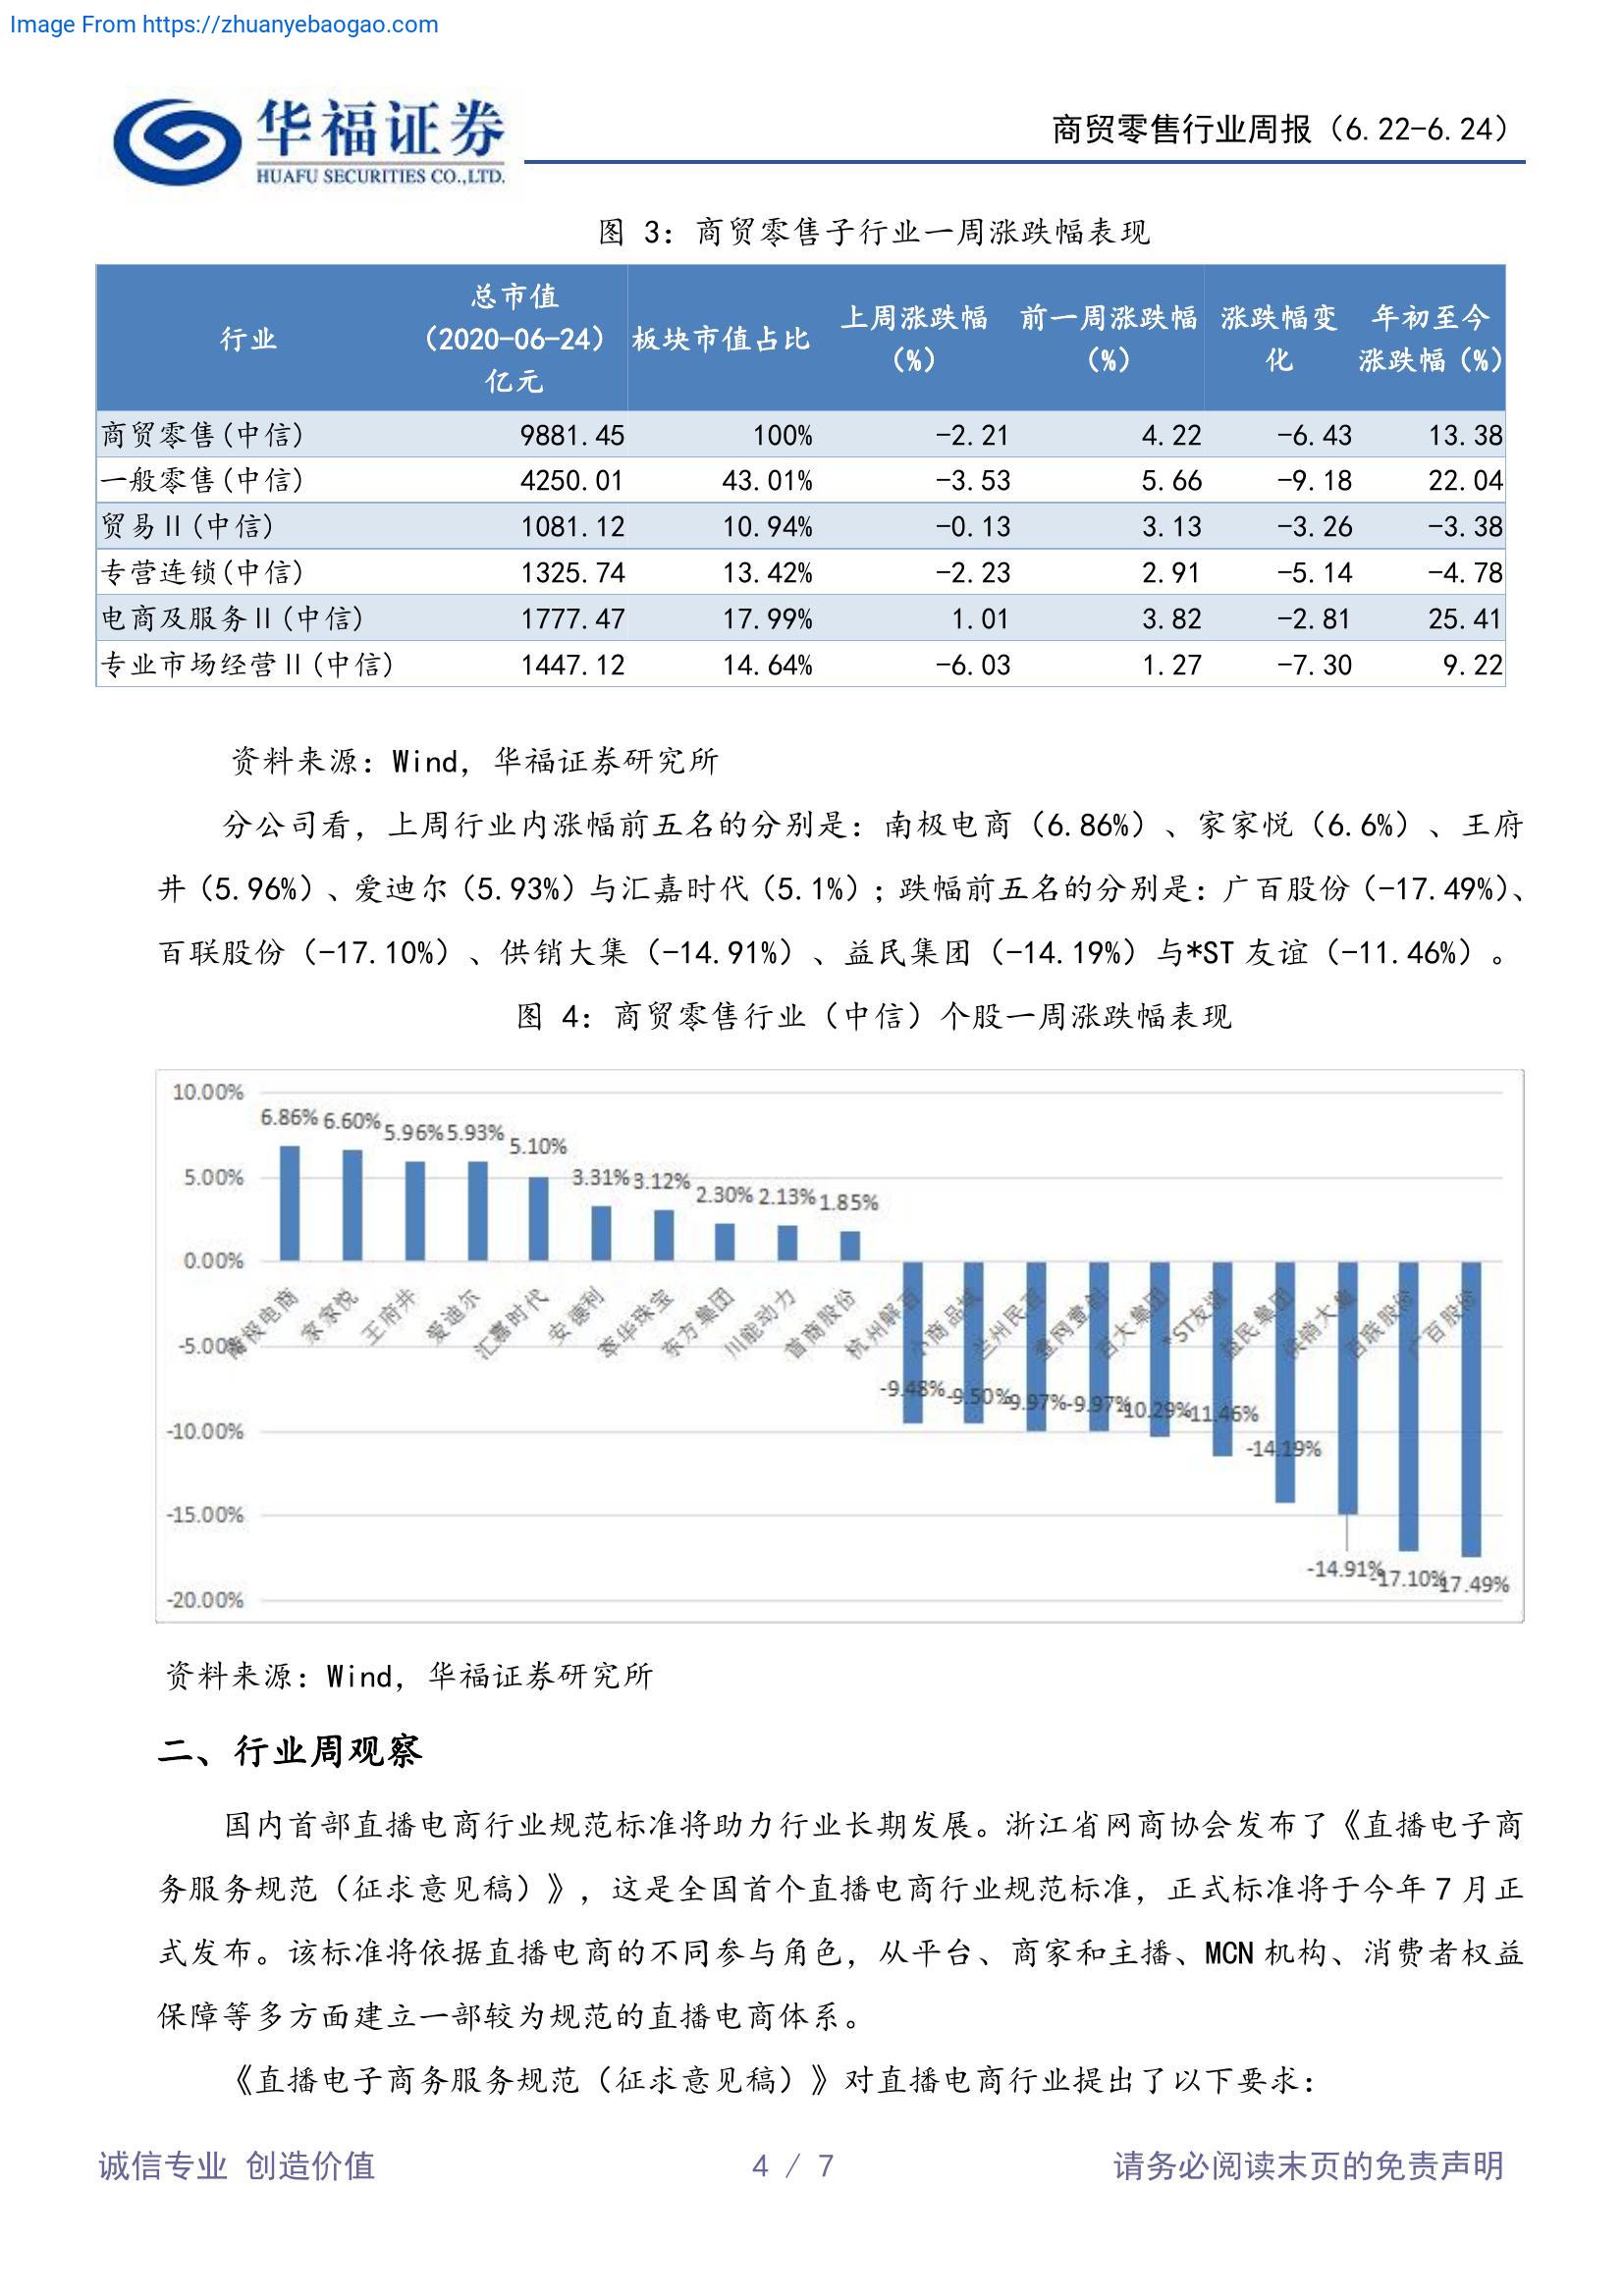 Image From https://zhuanyebaogao.com
华福证券
HUAFU SECURITIES CO.,LTD.
商贸零售行业周报（6.22-6.24）
图 3：商贸零售子行业一周涨跌幅表现
行业 总市值（2020-06-24）亿元 板块市值占比 上周涨跌幅（%） 前一周涨跌幅（%） 涨跌幅变化 年初至今涨跌幅（%）
商贸零售(中信) 9881.45 100% -2.21 4.22 -6.43 13.38
一般零售(中信) 4250.01 43.01% -3.53 5.66 -9.18 22.04
贸易Ⅱ(中信) 1081.12 10.94% -0.13 3.13 -3.26 -3.38
专营连锁(中信) 1325.74 13.42% -2.23 2.91 -5.14 -4.78
电商及服务Ⅱ(中信) 1777.47 17.99% 1.01 3.82 -2.81 25.41
专业市场经营Ⅱ(中信) 1447.12 14.64% -6.03 1.27 -7.30 9.22
资料来源：Wind，华福证券研究所
分公司看，上周行业内涨幅前五名的分别是：南极电商（6.86%）、家家悦（6.6%）、王府
井（5.96%）、爱迪尔（5.93%）与汇嘉时代（5.1%）；跌幅前五名的分别是：广百股份（-17.49%）、
百联股份（-17.10%）、供销大集（-14.91%）、益民集团（-14.19%）与*ST 友谊（-11.46%）。
图 4：商贸零售行业（中信）个股一周涨跌幅表现
10.00%
6.86% 6.60% 5.96% 5.93% 5.10% 3.31% 3.12% 2.30% 2.13% 1.85%
5.00%
0.00%
南极电商 家家悦 王府井 爱迪尔 汇嘉时代 安德利 萃华珠宝 东方集团 川能动力 首商股份 杭州解百 小商品城 兰州民百 壹网壹创 百大集团 *ST友谊 益民集团 供销大集 百联股份 广百股份
-5.00%
-9.48% -9.50% -9.97% -9.97% -10.29% -11.46% -14.19%
-10.00%
-15.00%
-14.91% -17.10% -17.49%
-20.00%
资料来源：Wind，华福证券研究所
二、行业周观察
国内首部直播电商行业规范标准将助力行业长期发展。浙江省网商协会发布了《直播电子商
务服务规范（征求意见稿）》，这是全国首个直播电商行业规范标准，正式标准将于今年 7 月正
式发布。该标准将依据直播电商的不同参与角色，从平台、商家和主播、MCN 机构、消费者权益
保障等多方面建立一部较为规范的直播电商体系。
《直播电子商务服务规范（征求意见稿）》对直播电商行业提出了以下要求：
诚信专业 创造价值 4 / 7 请务必阅读末页的免责声明